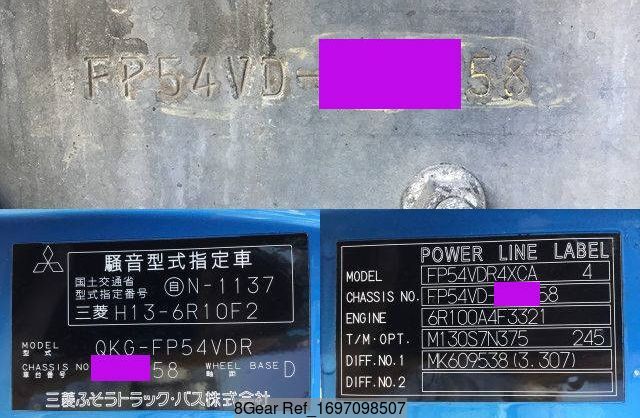 FP54VD-58
騒音型式指定車
国土交通省
型式指定番号 自N-1137
三菱 H13-6R10F2
MODEL
型式 QKG-FP54VDR
CHASSIS NO 58 WHEEL BASE D
車台番号 軸距
三菱ふそうトラック・バス株式会社
POWER LINE LABEL
MODEL FP54VDR4XCA 4
CHASSIS NO. FP54VD-58
ENGINE 6R100A4F3321
T/M・OPT. M130S7N375 245
DIFF.NO.1 MK609538(3.307)
DIFF.NO.2
8Gear Ref_1697098507